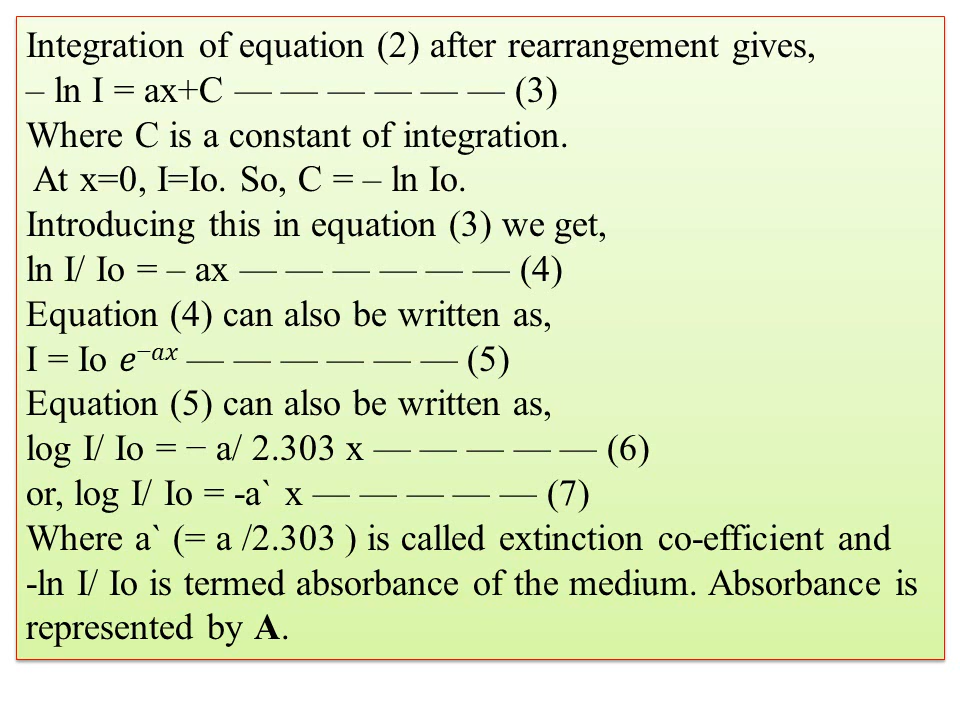 Integration of equation (2) after rearrangement gives,
– ln I = ax+C — — — — — — (3)
Where C is a constant of integration.
At x=0, I=Io. So, C = – ln Io.
Introducing this in equation (3) we get,
ln I/ Io = – ax — — — — — — (4)
Equation (4) can also be written as,
I = Io 𝑒⁻ᵃˣ — — — — — — (5)
Equation (5) can also be written as,
log I/ Io = − a/ 2.303 x — — — — — (6)
or, log I/ Io = -a` x — — — — — (7)
Where a` (= a /2.303 ) is called extinction co-efficient and
-ln I/ Io is termed absorbance of the medium. Absorbance is
represented by A.